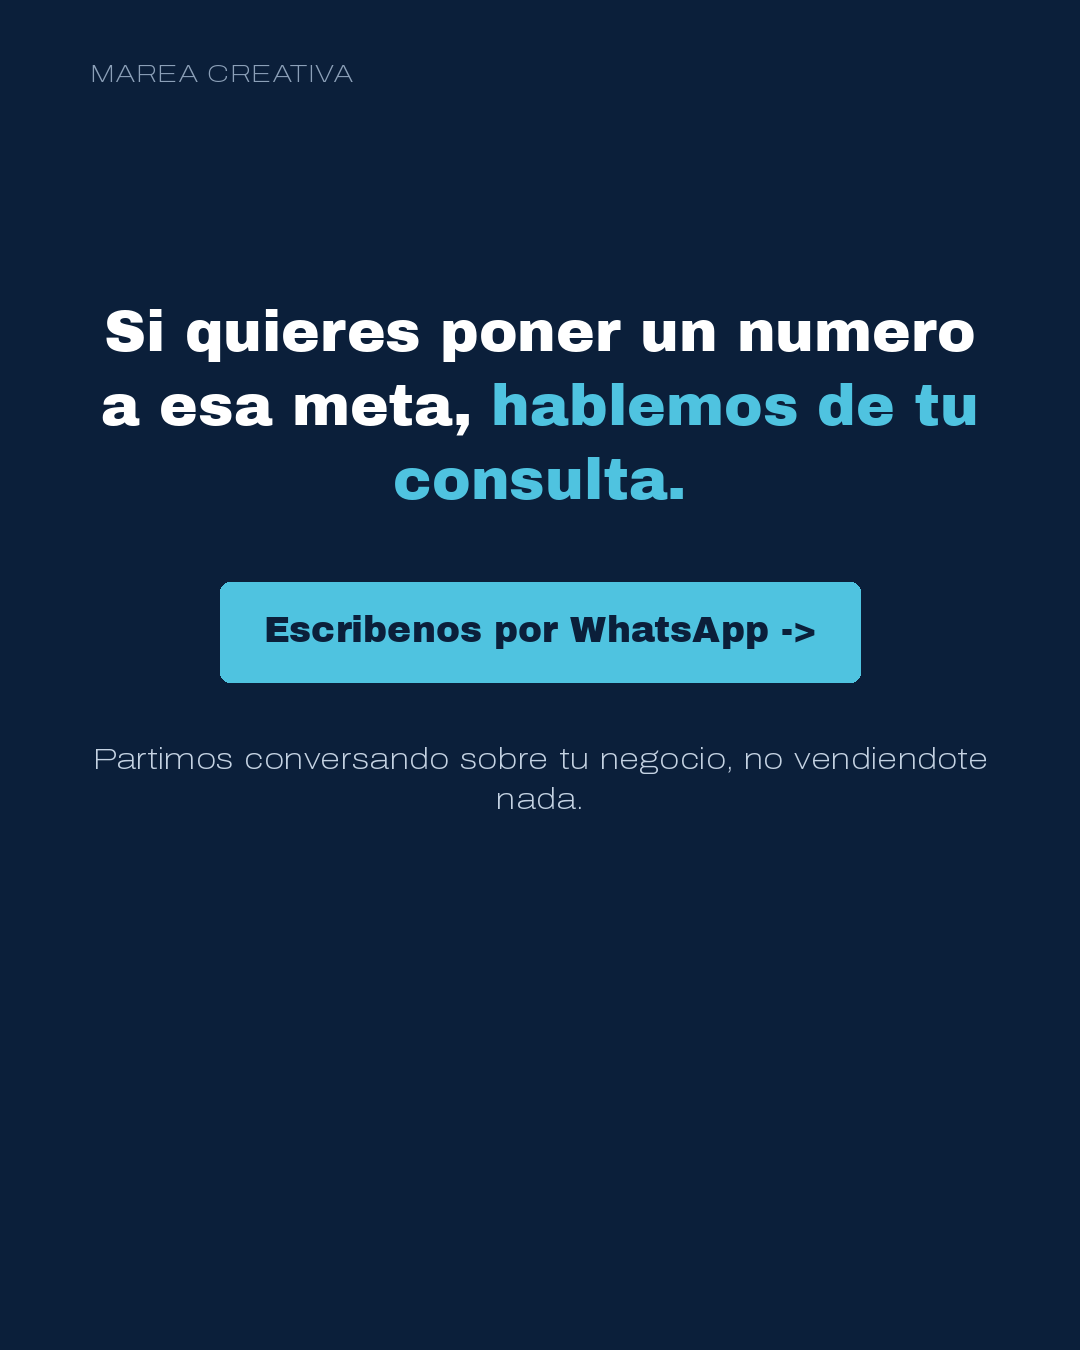 MAREA CREATIVA
Si quieres poner un numero
a esa meta, hablemos de tu
consulta.
Escribenos por WhatsApp ->
Partimos conversando sobre tu negocio, no vendiendote
nada.